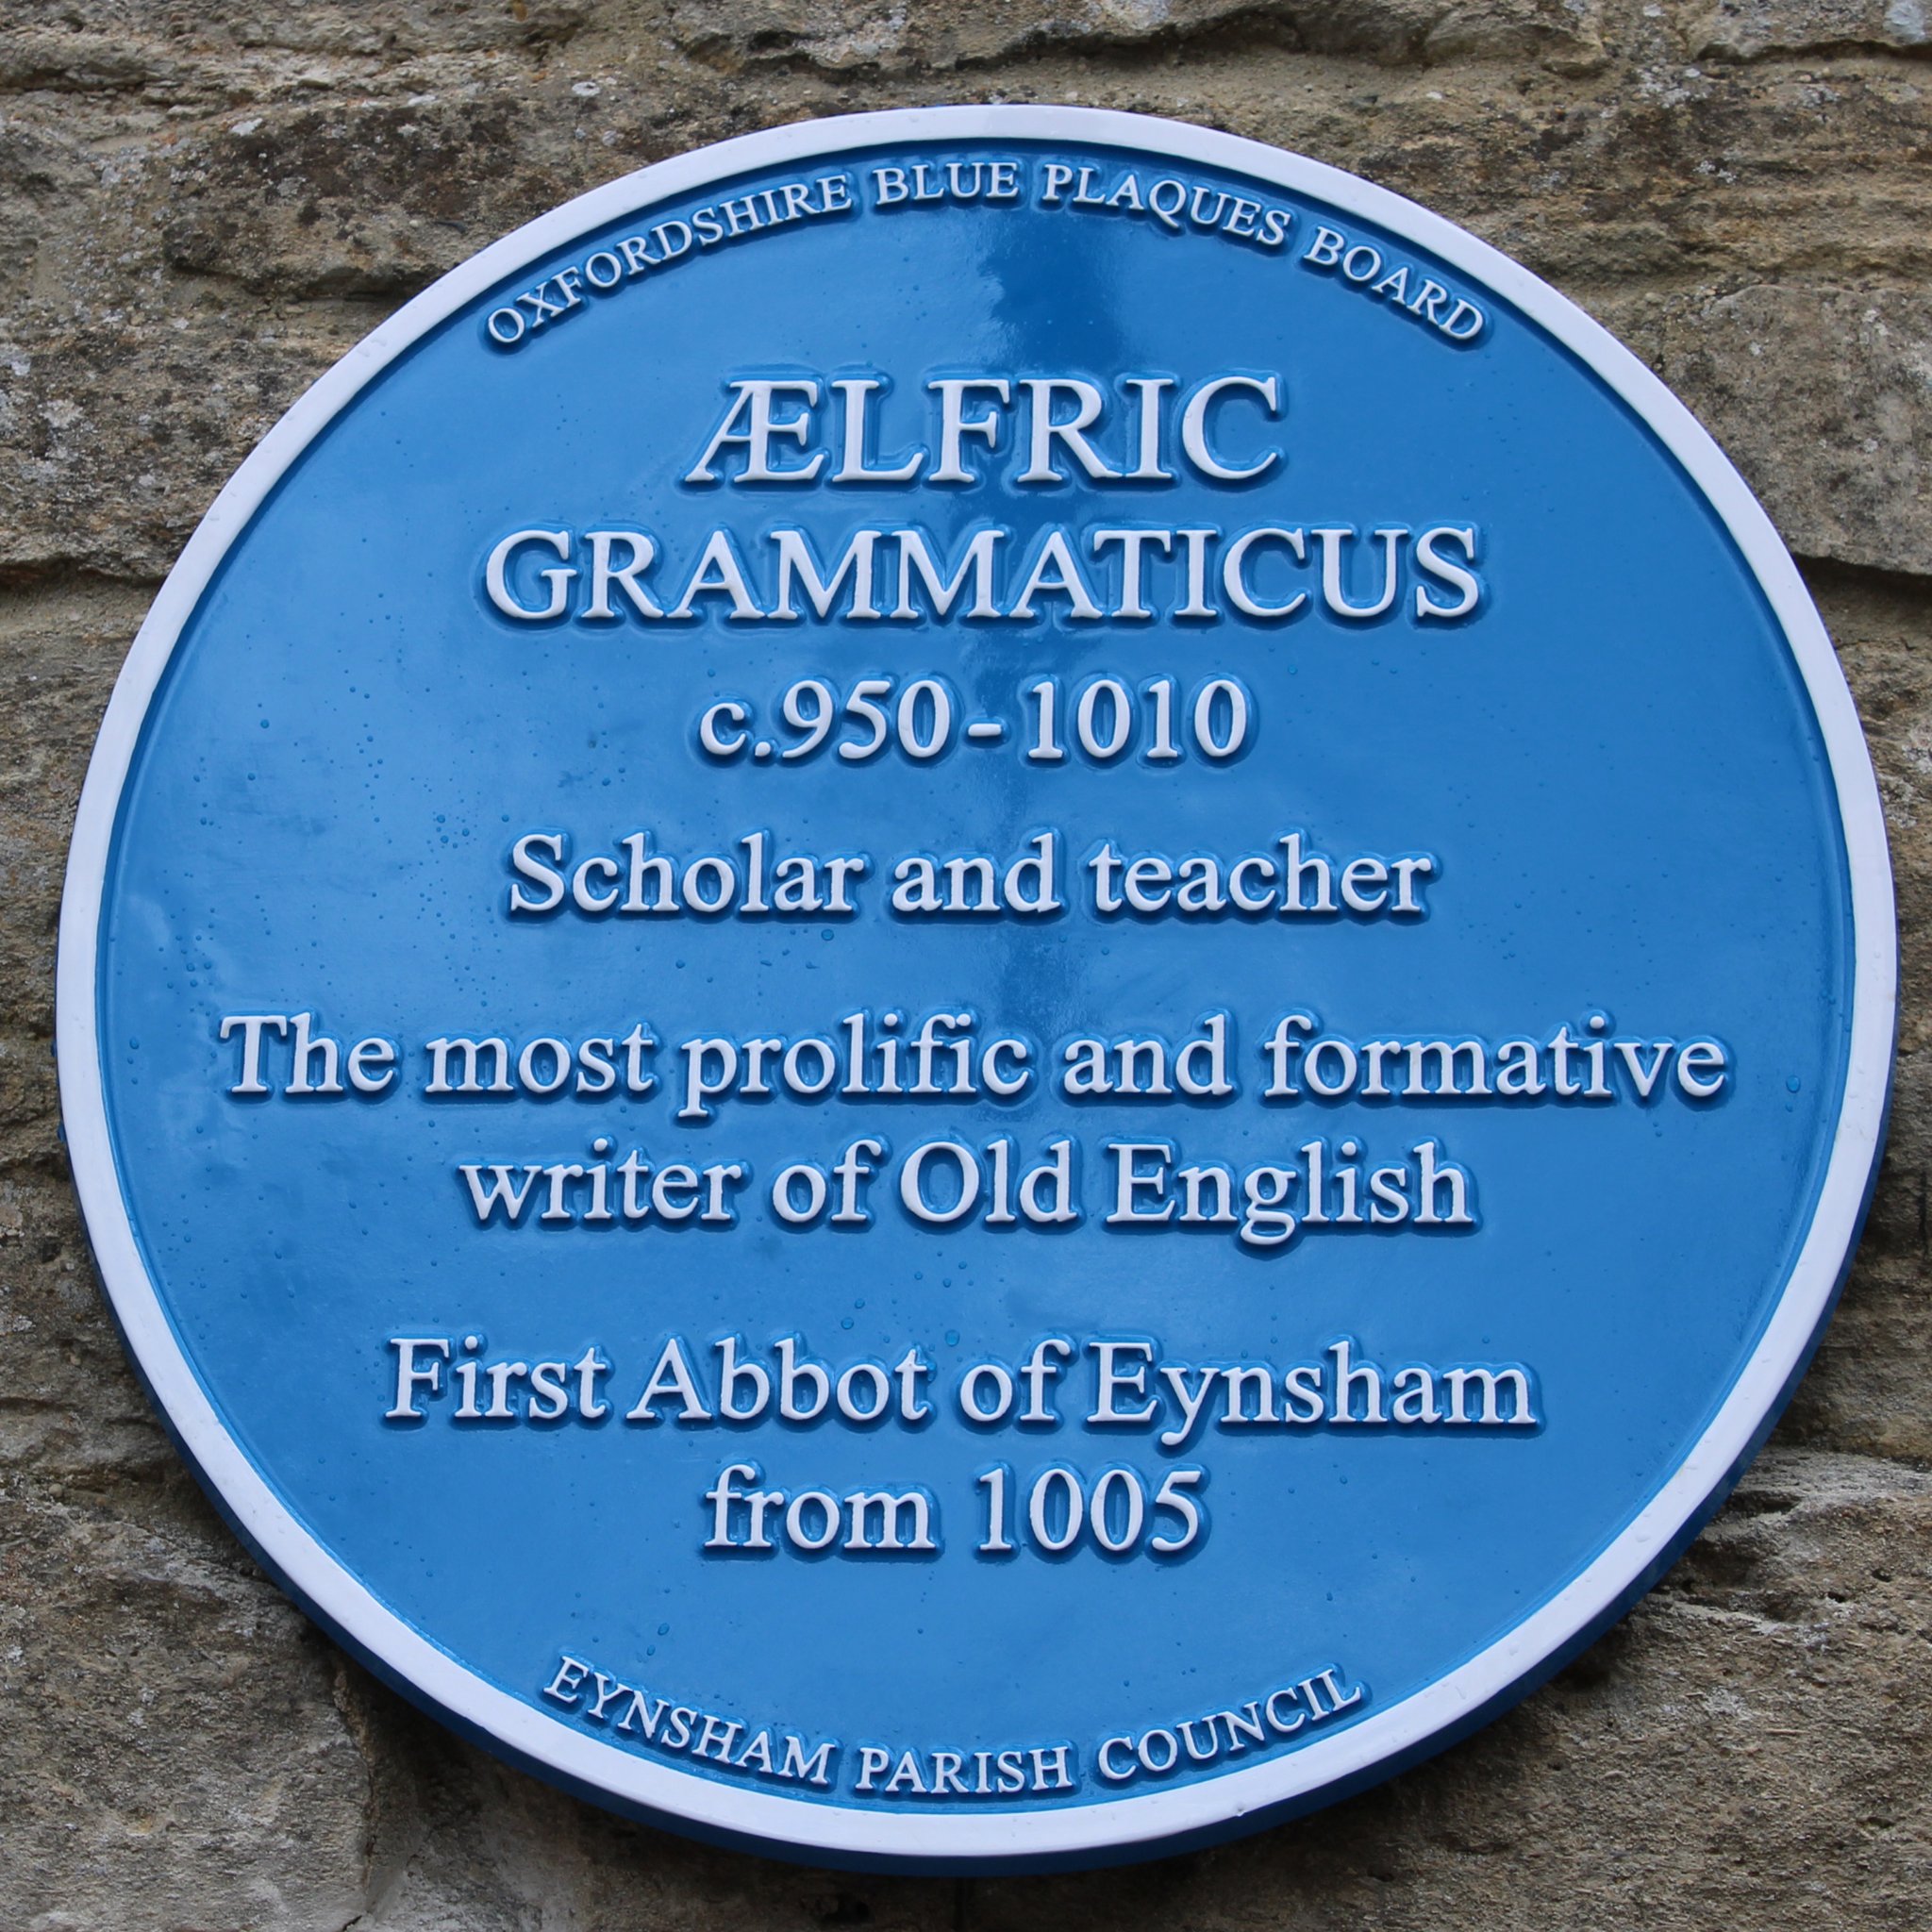 OXFORDSHIRE BLUE PLAQUES BOARD
ÆLFRIC
GRAMMATICUS
c.950-1010
Scholar and teacher
The most prolific and formative
writer of Old English
First Abbot of Eynsham
from 1005
EYNSHAM PARISH COUNCIL